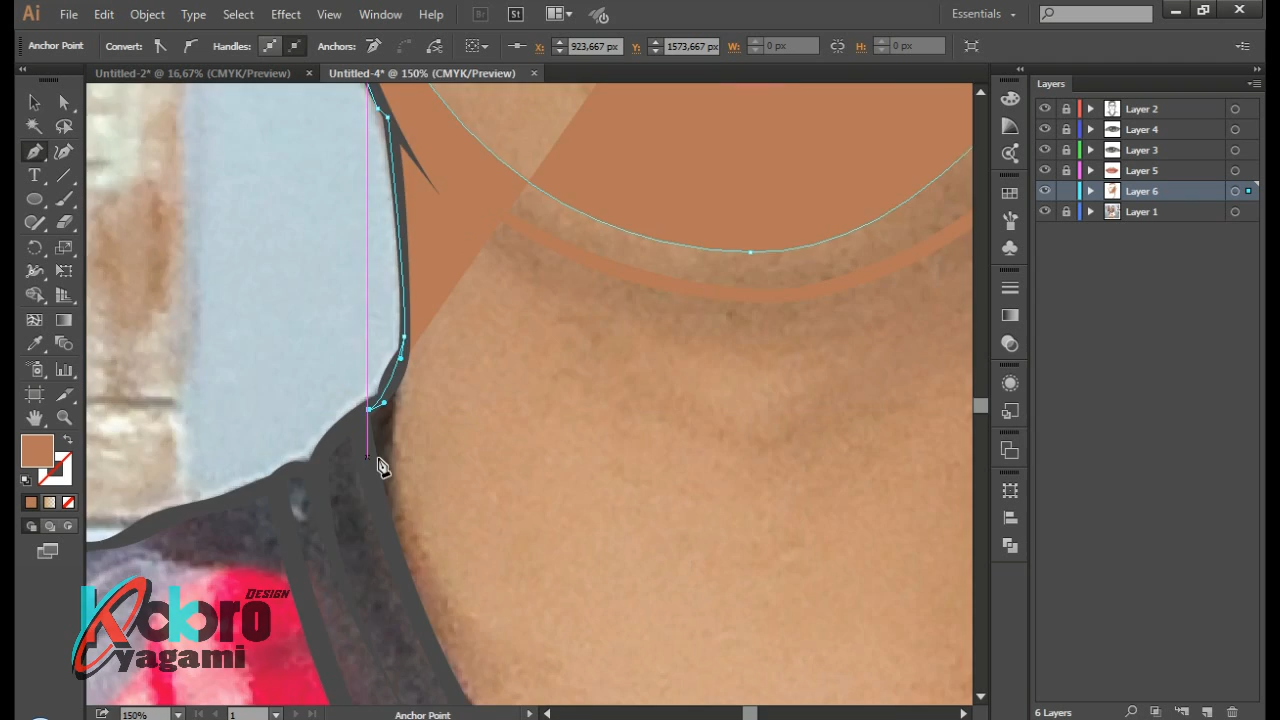 Ai File Edit Object Type Select Effect View Window Help Br St Essentials
Anchor Point Convert: Handles: Anchors: X: 923,667 px Y: 1573,667 px W: 0 px H: 0 px
Untitled-2* @ 16,67% (CMYK/Preview) × Untitled-4* @ 150% (CMYK/Preview) ×
Layers
Layer 2
Layer 4
Layer 3
Layer 5
Layer 6
Layer 1
Design
Kokoro
yagami
150% 1 Anchor Point 6 Layers